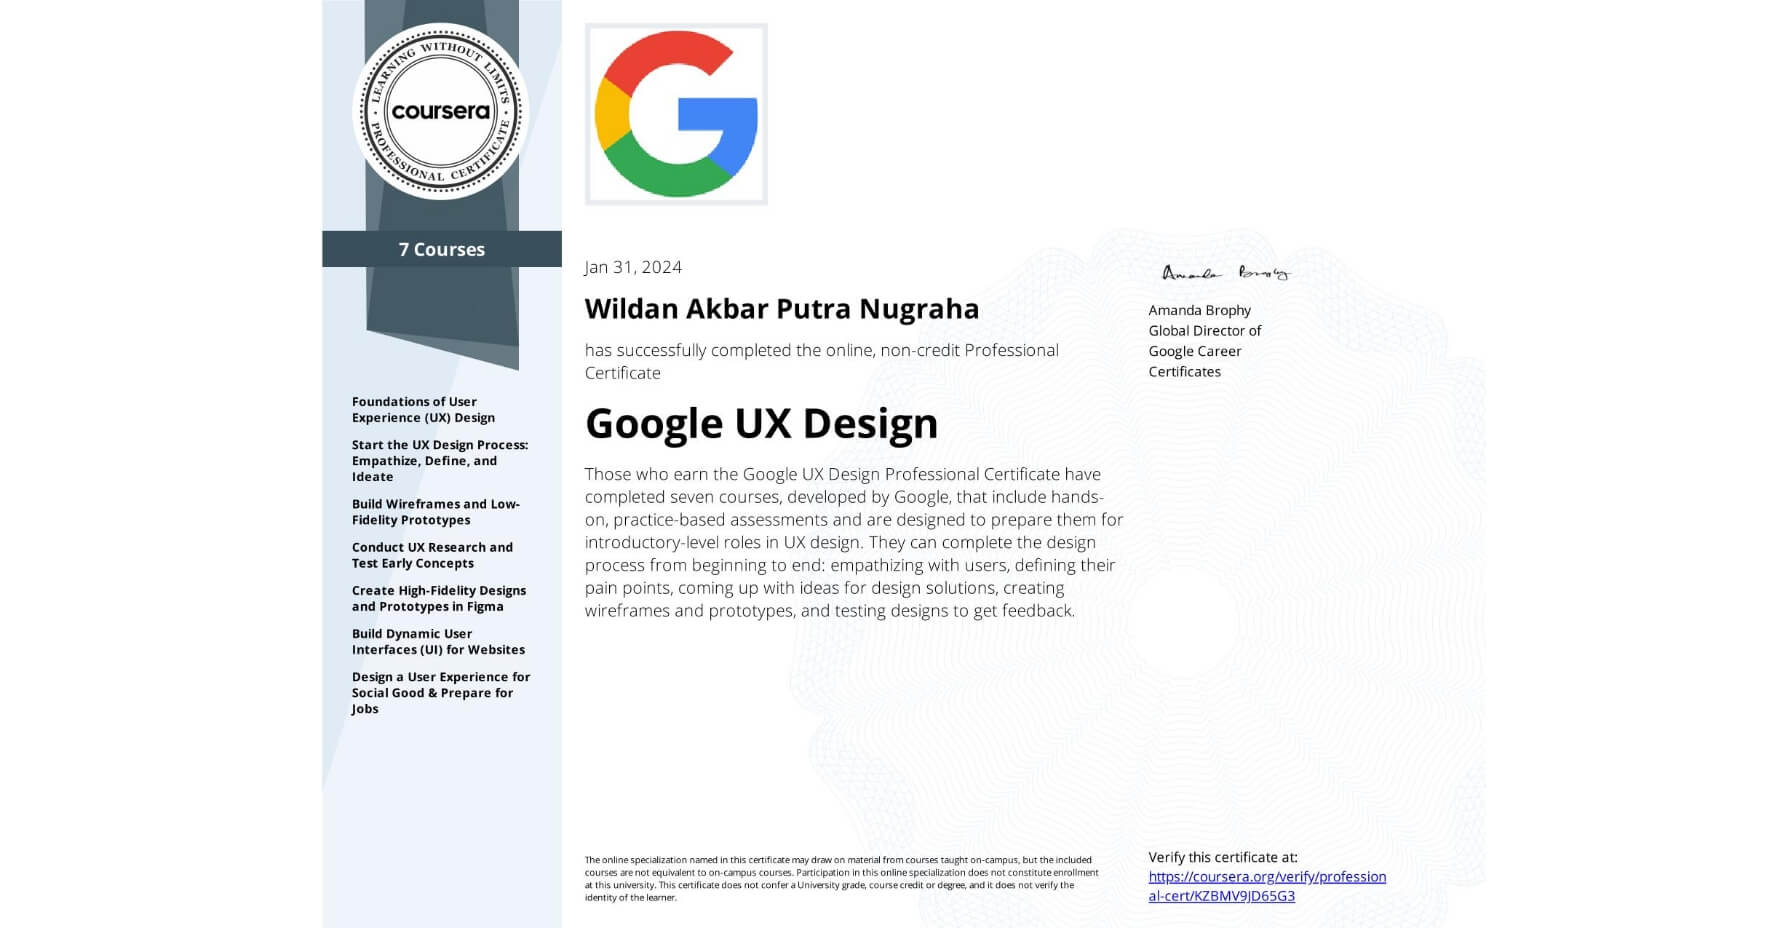 LEARNING WITHOUT LIMITS
coursera
PROFESSIONAL CERTIFICATE
7 Courses
Foundations of User
Experience (UX) Design
Start the UX Design Process:
Empathize, Define, and
Ideate
Build Wireframes and Low-
Fidelity Prototypes
Conduct UX Research and
Test Early Concepts
Create High-Fidelity Designs
and Prototypes in Figma
Build Dynamic User
Interfaces (UI) for Websites
Design a User Experience for
Social Good & Prepare for
Jobs
Jan 31, 2024
Wildan Akbar Putra Nugraha
has successfully completed the online, non-credit Professional
Certificate
Google UX Design
Those who earn the Google UX Design Professional Certificate have
completed seven courses, developed by Google, that include hands-
on, practice-based assessments and are designed to prepare them for
introductory-level roles in UX design. They can complete the design
process from beginning to end: empathizing with users, defining their
pain points, coming up with ideas for design solutions, creating
wireframes and prototypes, and testing designs to get feedback.
Amanda Brophy
Amanda Brophy
Global Director of
Google Career
Certificates
The online specialization named in this certificate may draw on material from courses taught on-campus, but the included
courses are not equivalent to on-campus courses. Participation in this online specialization does not constitute enrollment
at this university. This certificate does not confer a University grade, course credit or degree, and it does not verify the
identity of the learner.
Verify this certificate at:
https://coursera.org/verify/profession
al-cert/KZBMV9JD65G3